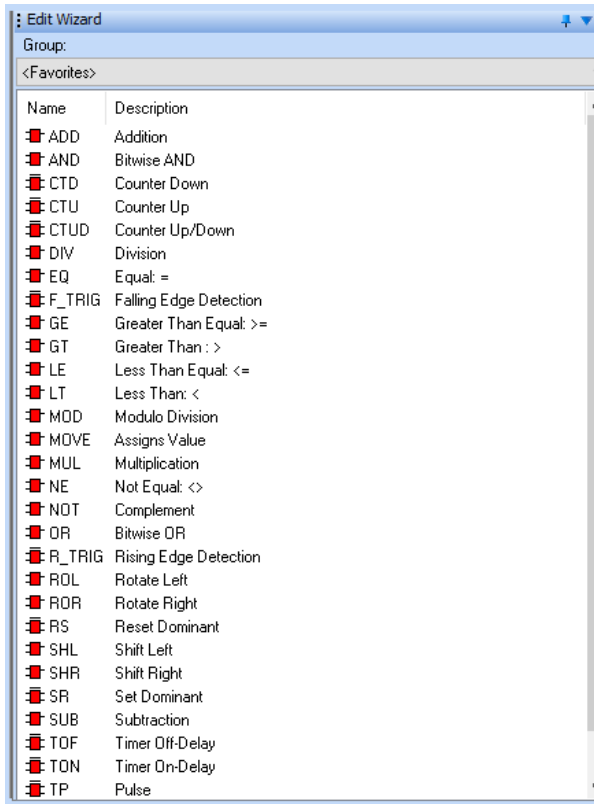 Edit Wizard
Group:
<Favorites>
Name Description
ADD Addition
AND Bitwise AND
CTD Counter Down
CTU Counter Up
CTUD Counter Up/Down
DIV Division
EQ Equal: =
F_TRIG Falling Edge Detection
GE Greater Than Equal: >=
GT Greater Than : >
LE Less Than Equal: <=
LT Less Than: <
MOD Modulo Division
MOVE Assigns Value
MUL Multiplication
NE Not Equal: <>
NOT Complement
OR Bitwise OR
R_TRIG Rising Edge Detection
ROL Rotate Left
ROR Rotate Right
RS Reset Dominant
SHL Shift Left
SHR Shift Right
SR Set Dominant
SUB Subtraction
TOF Timer Off-Delay
TON Timer On-Delay
TP Pulse